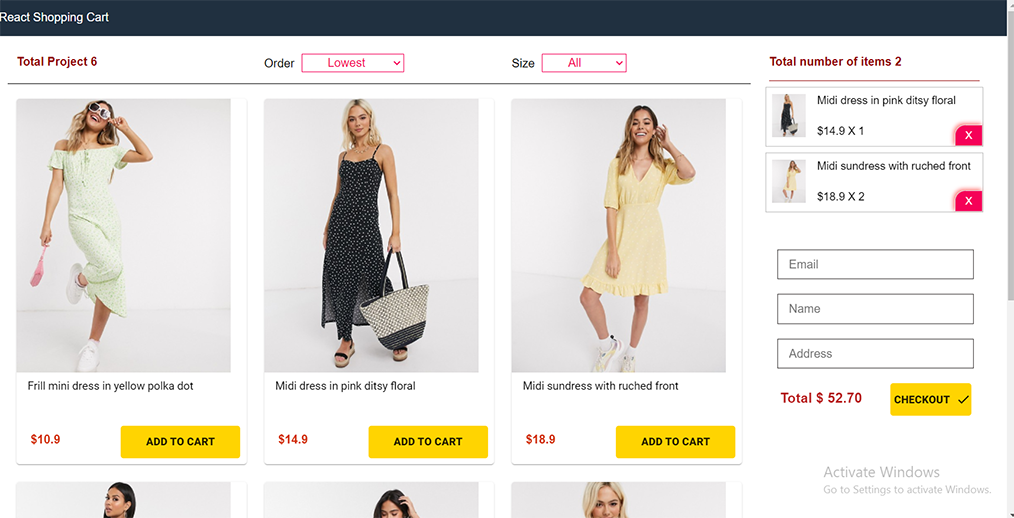 React Shopping Cart
Total Project 6
Order Lowest
Size All
Total number of items 2
Midi dress in pink ditsy floral
$14.9 X 1
X
Midi sundress with ruched front
$18.9 X 2
X
Email
Name
Address
Total $ 52.70
CHECKOUT
Frill mini dress in yellow polka dot
$10.9
ADD TO CART
Midi dress in pink ditsy floral
$14.9
ADD TO CART
Midi sundress with ruched front
$18.9
ADD TO CART
Activate Windows
Go to Settings to activate Windows.